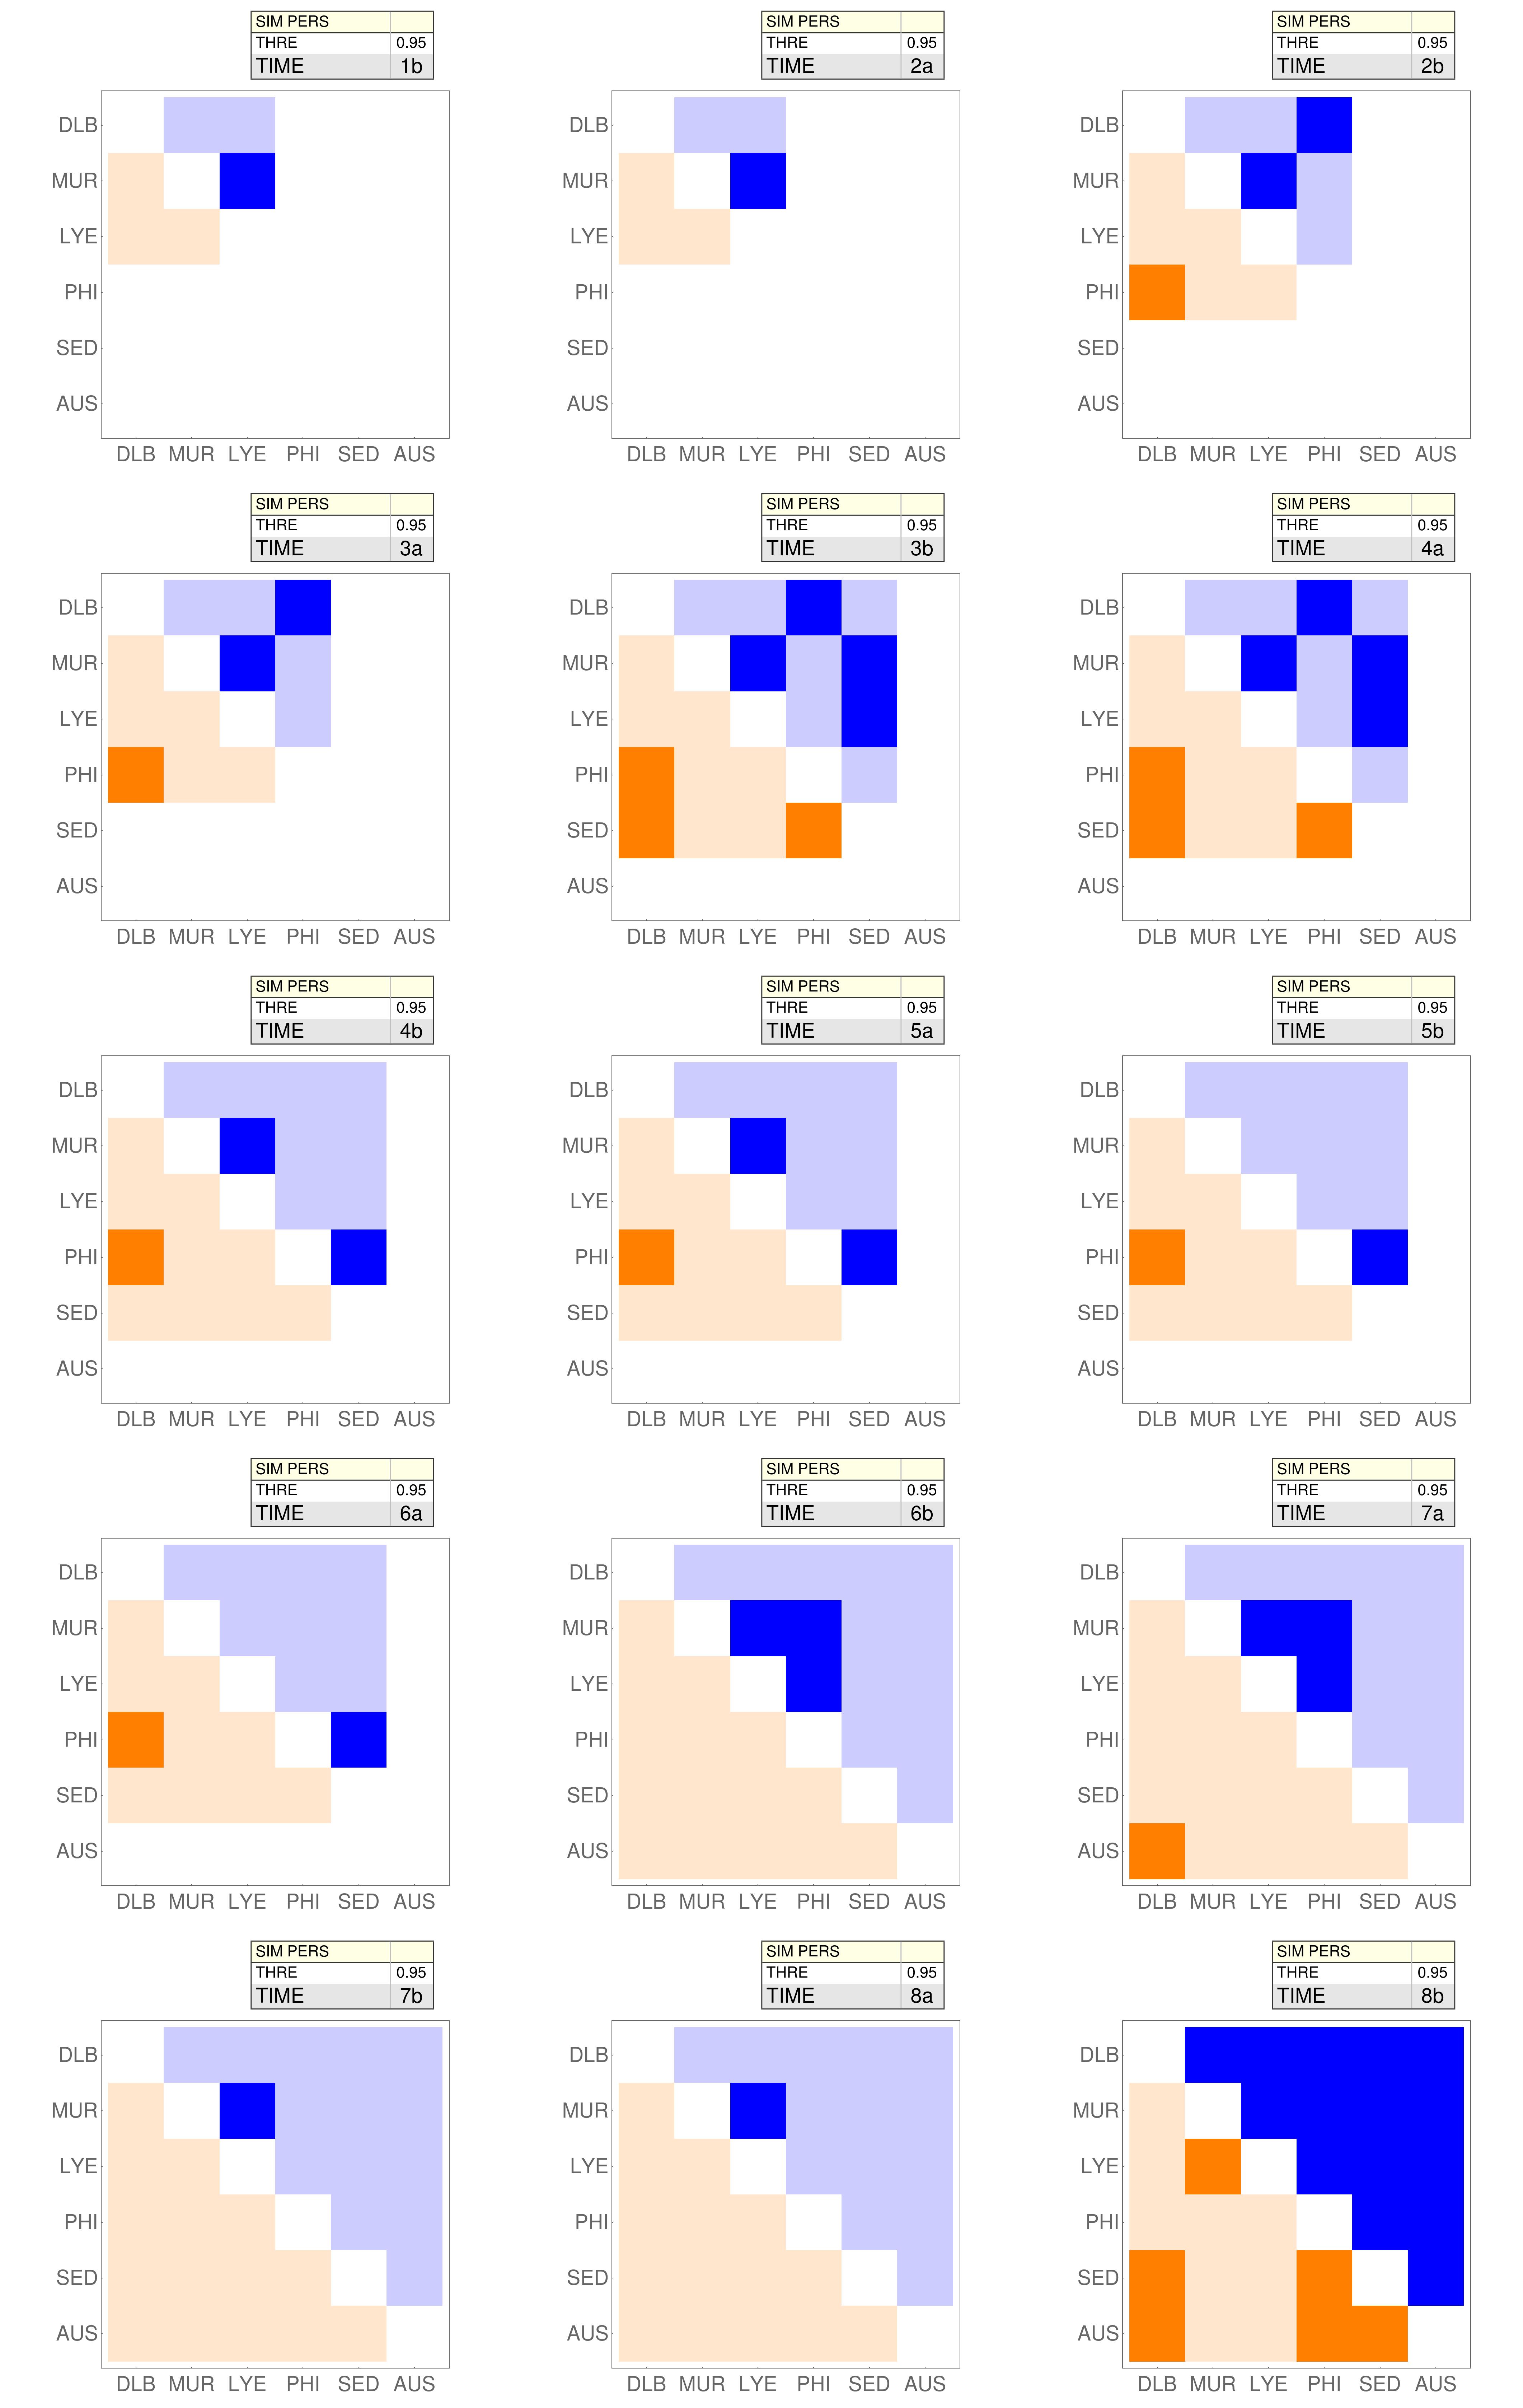 SIM PERS
THRE 0.95
TIME 1b
DLB
MUR
LYE
PHI
SED
AUS
DLB MUR LYE PHI SED AUS
SIM PERS
THRE 0.95
TIME 2a
DLB
MUR
LYE
PHI
SED
AUS
DLB MUR LYE PHI SED AUS
SIM PERS
THRE 0.95
TIME 2b
DLB
MUR
LYE
PHI
SED
AUS
DLB MUR LYE PHI SED AUS
SIM PERS
THRE 0.95
TIME 3a
DLB
MUR
LYE
PHI
SED
AUS
DLB MUR LYE PHI SED AUS
SIM PERS
THRE 0.95
TIME 3b
DLB
MUR
LYE
PHI
SED
AUS
DLB MUR LYE PHI SED AUS
SIM PERS
THRE 0.95
TIME 4a
DLB
MUR
LYE
PHI
SED
AUS
DLB MUR LYE PHI SED AUS
SIM PERS
THRE 0.95
TIME 4b
DLB
MUR
LYE
PHI
SED
AUS
DLB MUR LYE PHI SED AUS
SIM PERS
THRE 0.95
TIME 5a
DLB
MUR
LYE
PHI
SED
AUS
DLB MUR LYE PHI SED AUS
SIM PERS
THRE 0.95
TIME 5b
DLB
MUR
LYE
PHI
SED
AUS
DLB MUR LYE PHI SED AUS
SIM PERS
THRE 0.95
TIME 6a
DLB
MUR
LYE
PHI
SED
AUS
DLB MUR LYE PHI SED AUS
SIM PERS
THRE 0.95
TIME 6b
DLB
MUR
LYE
PHI
SED
AUS
DLB MUR LYE PHI SED AUS
SIM PERS
THRE 0.95
TIME 7a
DLB
MUR
LYE
PHI
SED
AUS
DLB MUR LYE PHI SED AUS
SIM PERS
THRE 0.95
TIME 7b
DLB
MUR
LYE
PHI
SED
AUS
DLB MUR LYE PHI SED AUS
SIM PERS
THRE 0.95
TIME 8a
DLB
MUR
LYE
PHI
SED
AUS
DLB MUR LYE PHI SED AUS
SIM PERS
THRE 0.95
TIME 8b
DLB
MUR
LYE
PHI
SED
AUS
DLB MUR LYE PHI SED AUS